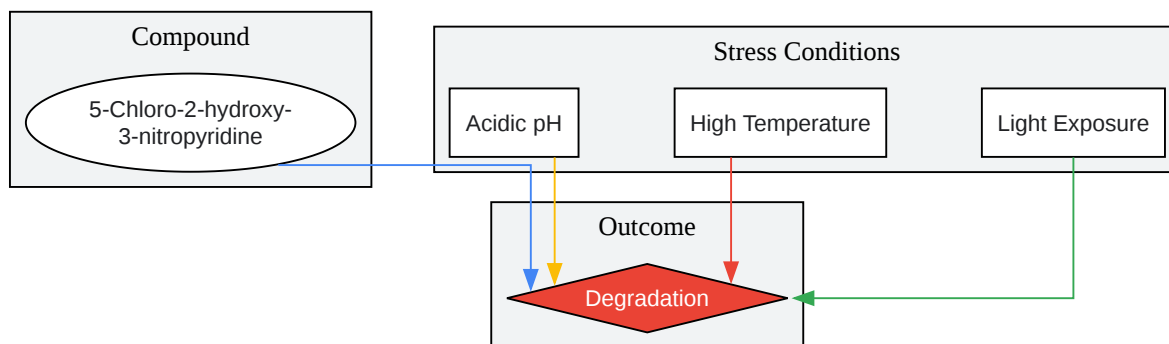 Compound
5-Chloro-2-hydroxy-
3-nitropyridine
Stress Conditions
Acidic pH
High Temperature
Light Exposure
Outcome
Degradation